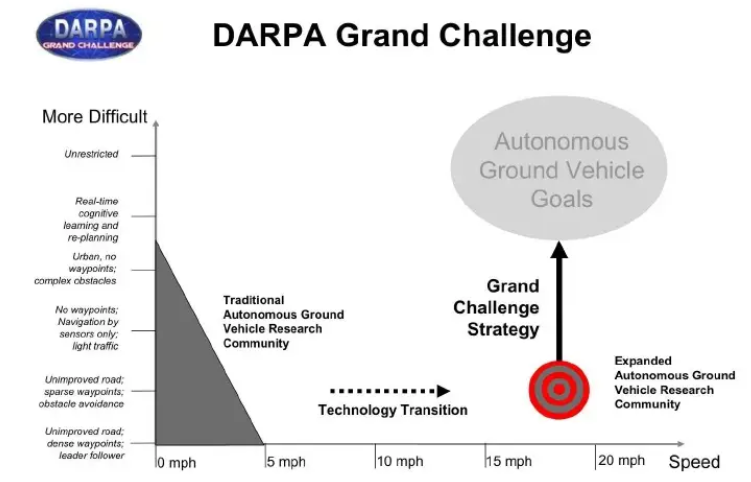 DARPA
GRAND CHALLENGE
DARPA Grand Challenge
More Difficult
Unrestricted
Real-time
cognitive
learning and
re-planning
Urban, no
waypoints;
complex obstacles
No waypoints;
Navigation by
sensors only;
light traffic
Unimproved road;
sparse waypoints;
obstacle avoidance
Unimproved road;
dense waypoints;
leader follower
Traditional
Autonomous Ground
Vehicle Research
Community
Technology Transition
Autonomous
Ground Vehicle
Goals
Grand
Challenge
Strategy
Expanded
Autonomous Ground
Vehicle Research
Community
0 mph
5 mph
10 mph
15 mph
20 mph
Speed